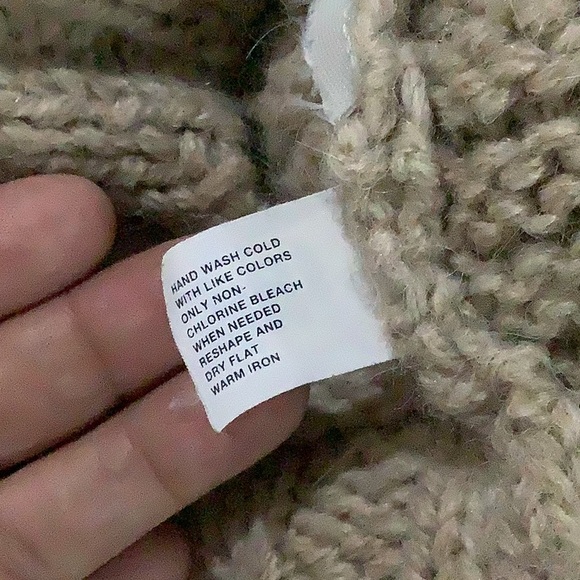 HAND WASH COLD
WITH LIKE COLORS
ONLY NON-
CHLORINE BLEACH
WHEN NEEDED
RESHAPE AND
DRY FLAT
WARM IRON